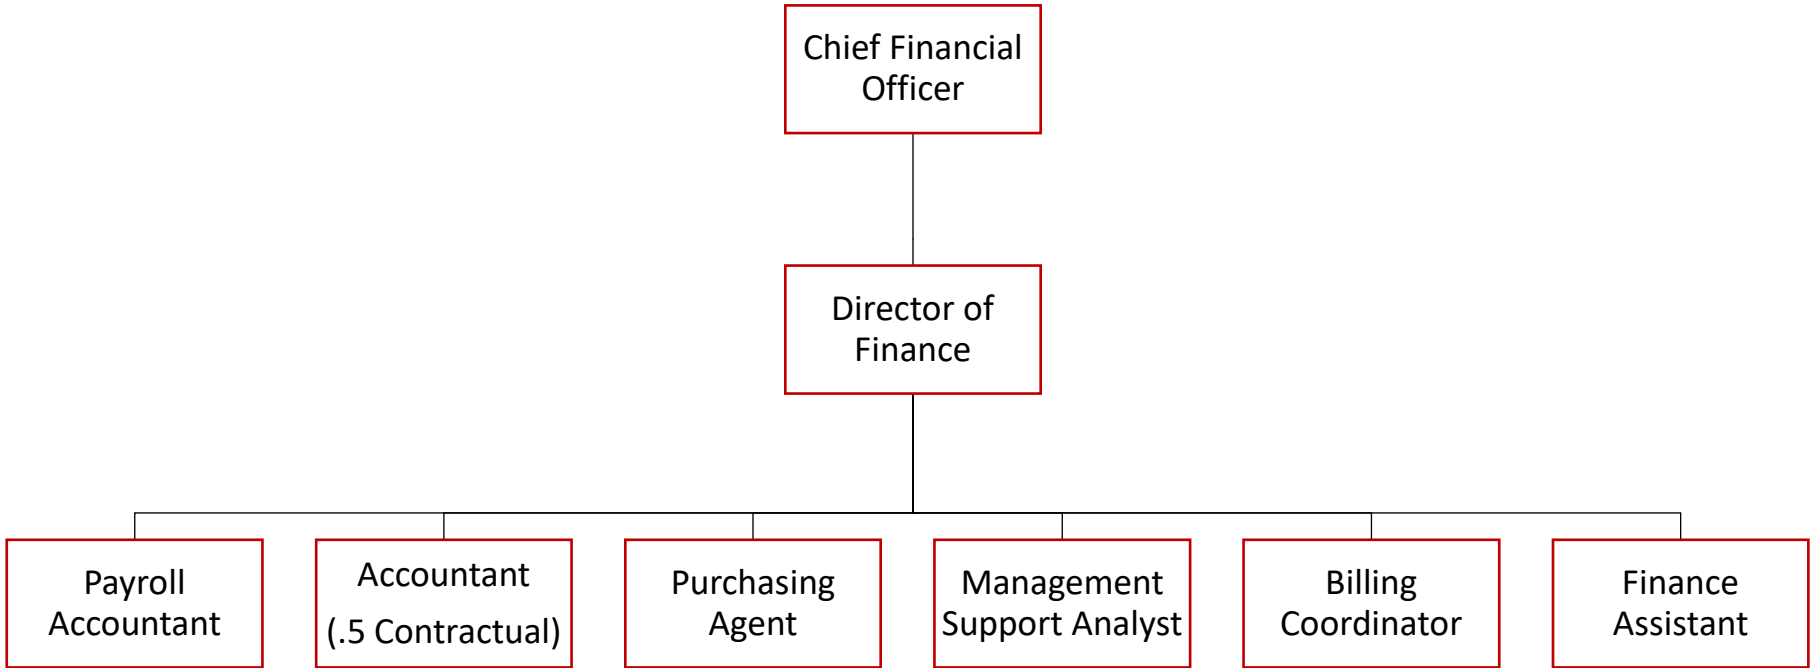 Chief Financial
Officer
Director of
Finance
Payroll
Accountant
Accountant
(.5 Contractual)
Purchasing
Agent
Management
Support Analyst
Billing
Coordinator
Finance
Assistant